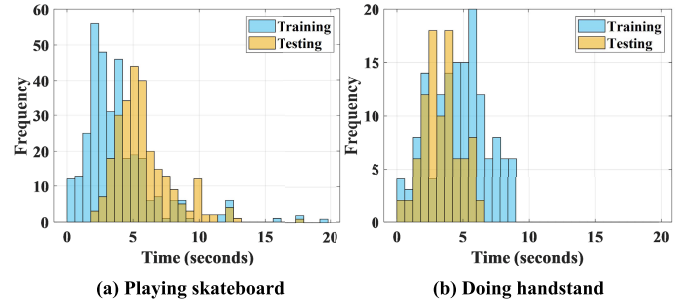 60
50
40
30
20
10
0
Frequency
Training
Testing
0 5 10 15 20
Time (seconds)
(a) Playing skateboard
20
15
10
5
0
Frequency
Training
Testing
0 5 10 15 20
Time (seconds)
(b) Doing handstand